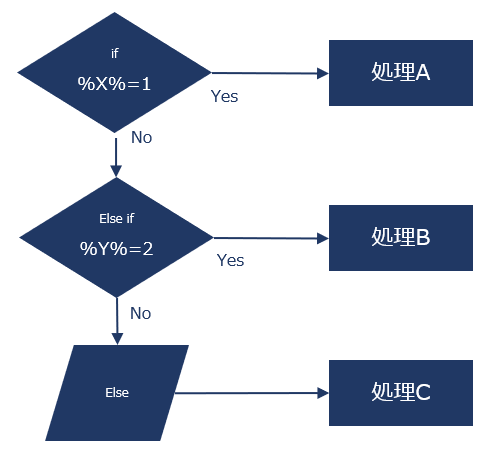 if
%X%=1
処理A
Yes
No
Else if
%Y%=2
処理B
Yes
No
Else
処理C